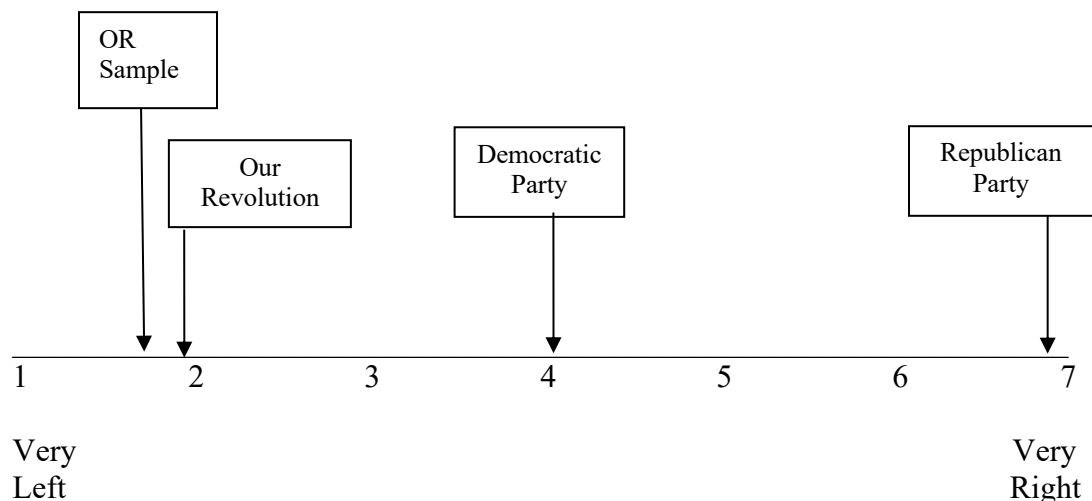 OR
Sample
Our
Revolution
Democratic
Party
Republican
Party
1 2 3 4 5 6 7
Very
Left
Very
Right